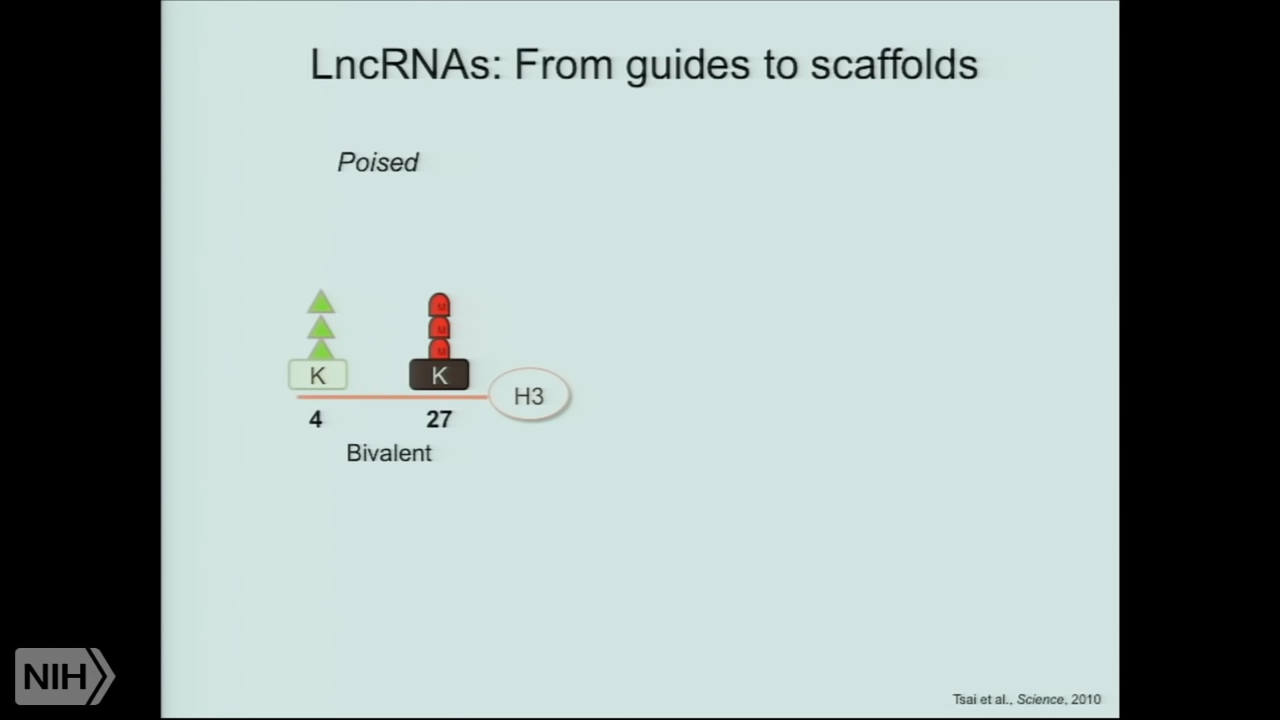 LncRNAs: From guides to scaffolds
Poised
M
M
M
K
K
H3
4
27
Bivalent
NIH
Tsai et al., Science, 2010